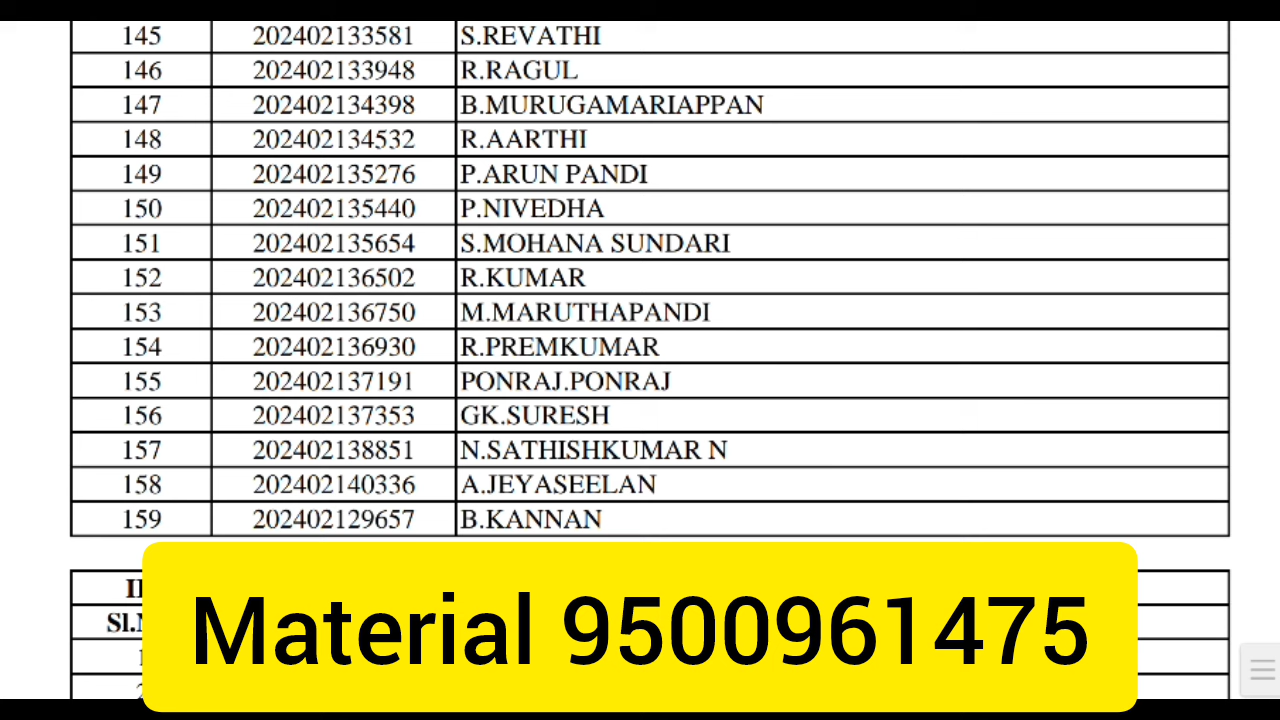 145 202402133581 S.REVATHI
146 202402133948 R.RAGUL
147 202402134398 B.MURUGAMARIAPPAN
148 202402134532 R.AARTHI
149 202402135276 P.ARUN PANDI
150 202402135440 P.NIVEDHA
151 202402135654 S.MOHANA SUNDARI
152 202402136502 R.KUMAR
153 202402136750 M.MARUTHAPANDI
154 202402136930 R.PREMKUMAR
155 202402137191 PONRAJ.PONRAJ
156 202402137353 GK.SURESH
157 202402138851 N.SATHISHKUMAR N
158 202402140336 A.JEYASEELAN
159 202402129657 B.KANNAN
Material 9500961475